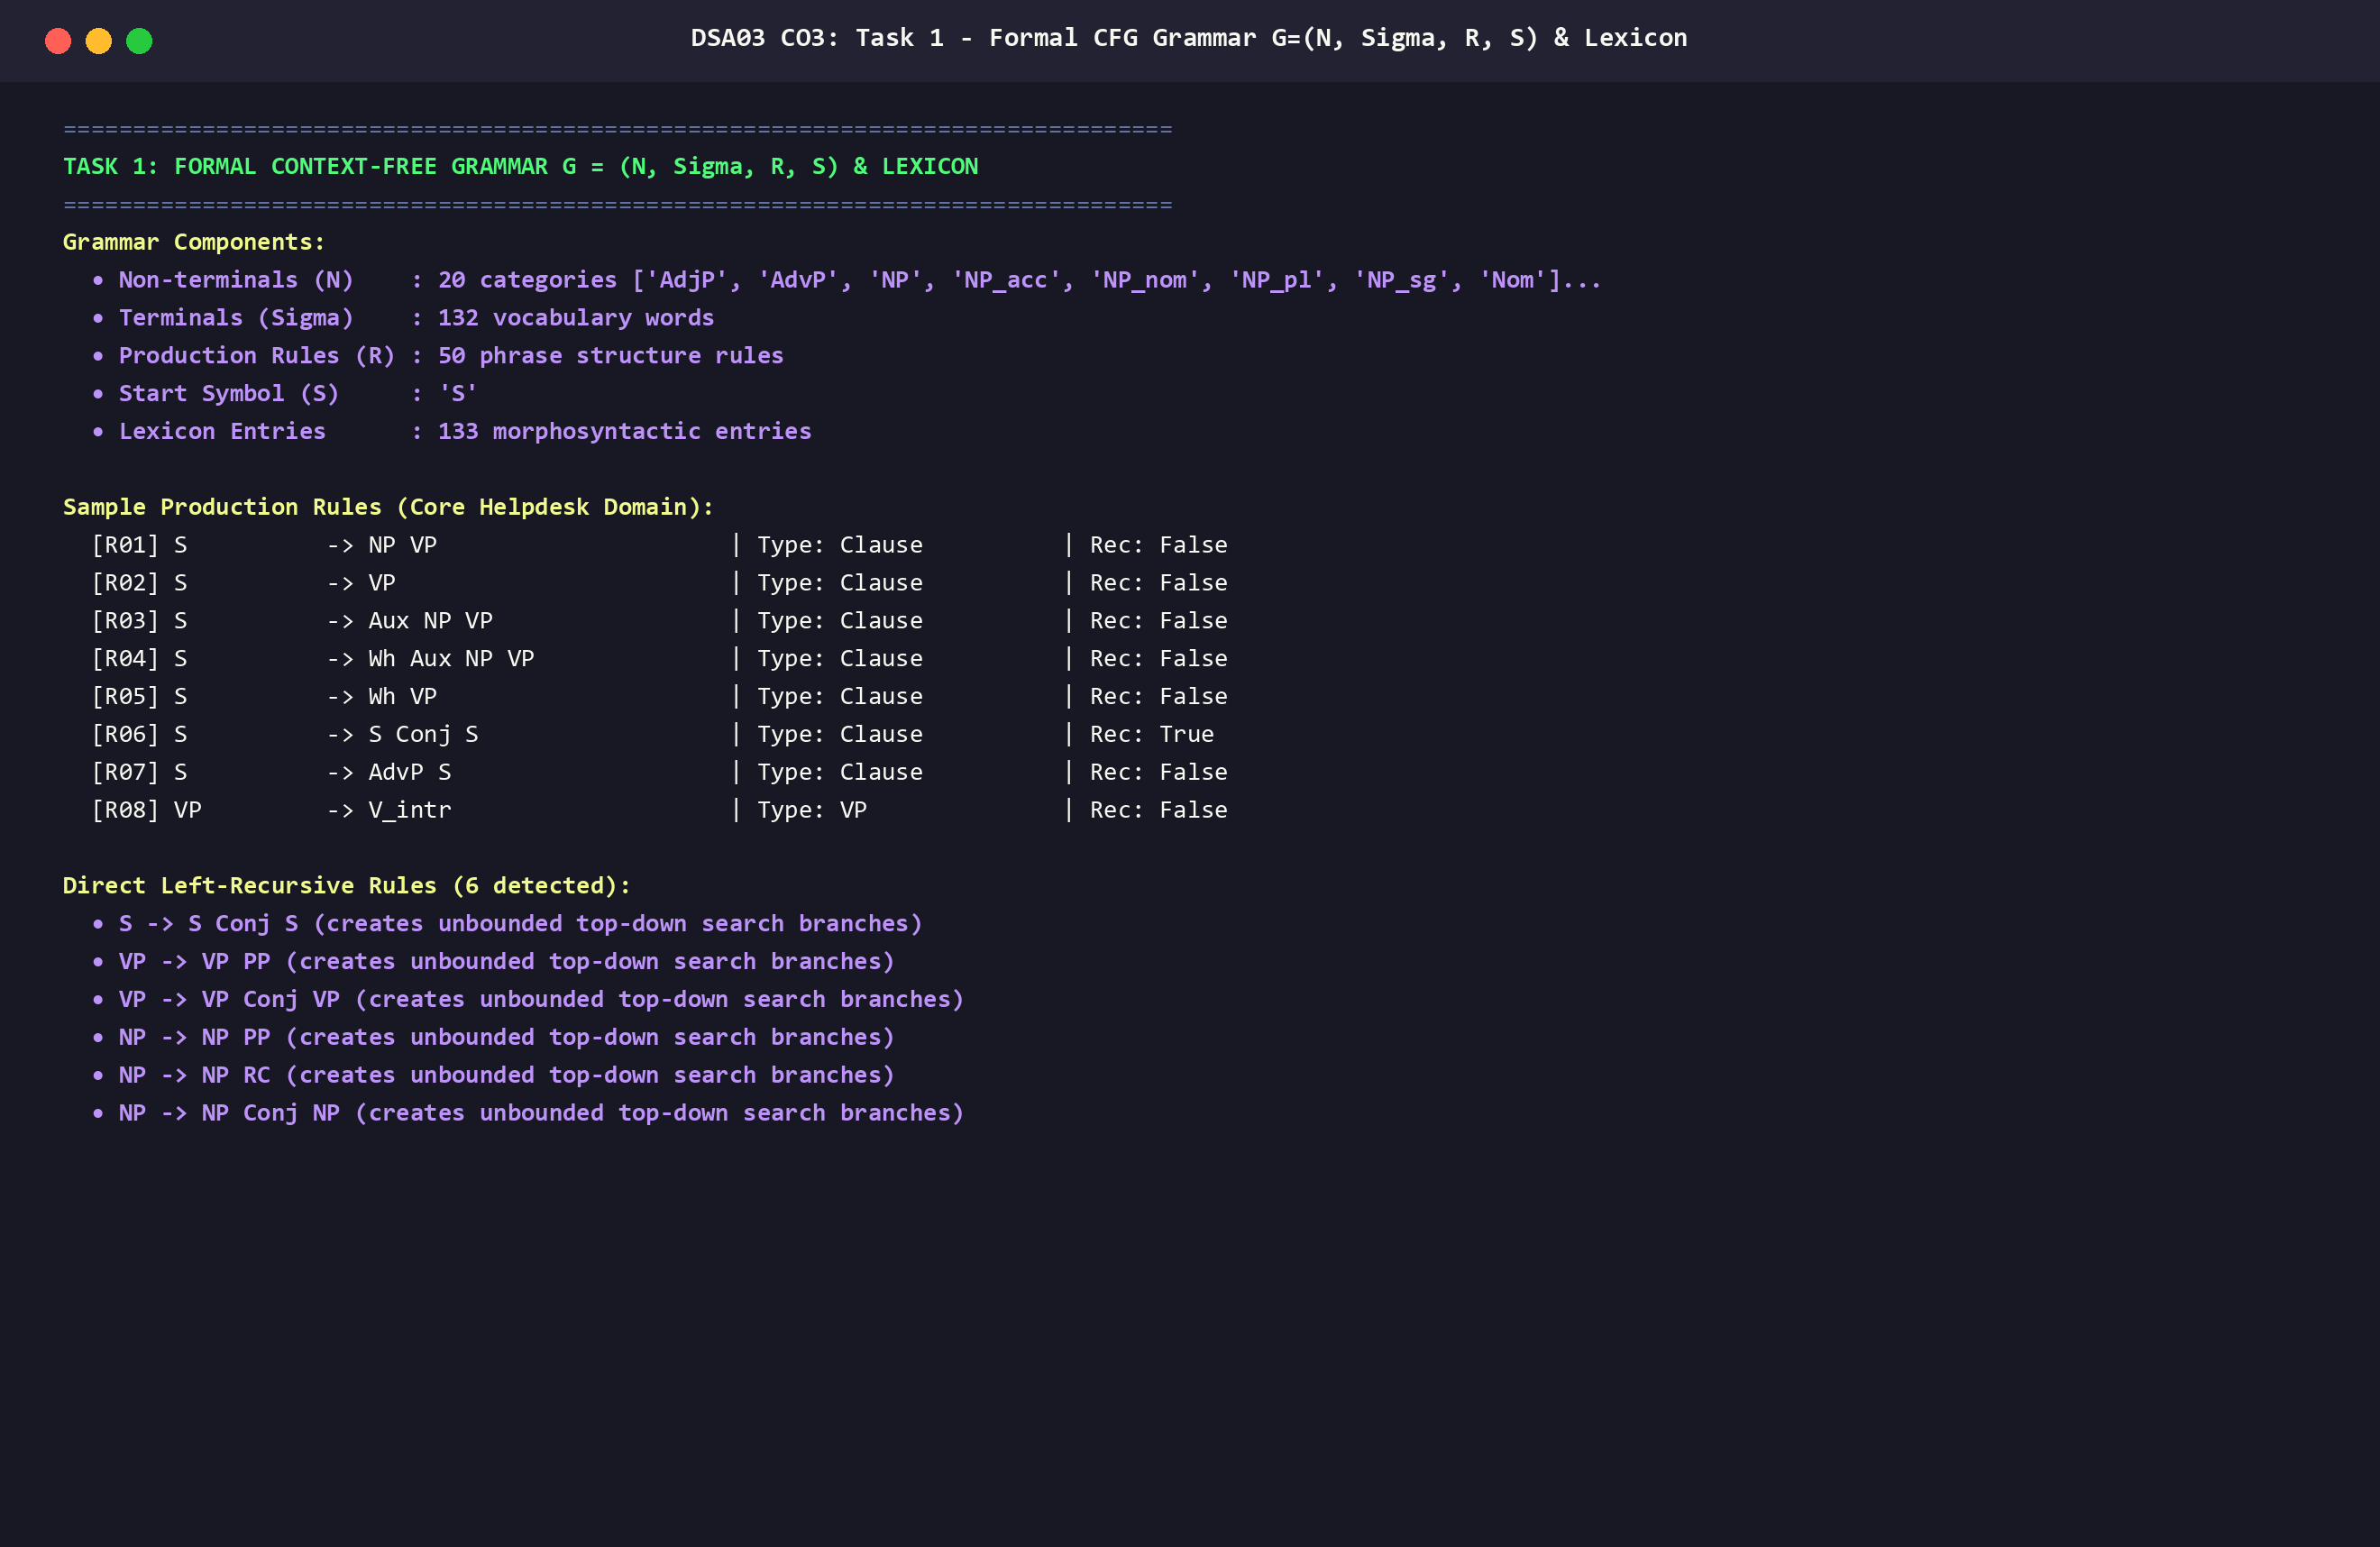 DSA03 CO3: Task 1 - Formal CFG Grammar G=(N, Sigma, R, S) & Lexicon
================================================================================
TASK 1: FORMAL CONTEXT-FREE GRAMMAR G = (N, Sigma, R, S) & LEXICON
================================================================================
Grammar Components:
  • Non-terminals (N)    : 20 categories ['AdjP', 'AdvP', 'NP', 'NP_acc', 'NP_nom', 'NP_pl', 'NP_sg', 'Nom']...
  • Terminals (Sigma)    : 132 vocabulary words
  • Production Rules (R) : 50 phrase structure rules
  • Start Symbol (S)     : 'S'
  • Lexicon Entries      : 133 morphosyntactic entries
Sample Production Rules (Core Helpdesk Domain):
  [R01] S          -> NP VP                     | Type: Clause          | Rec: False
  [R02] S          -> VP                        | Type: Clause          | Rec: False
  [R03] S          -> Aux NP VP                 | Type: Clause          | Rec: False
  [R04] S          -> Wh Aux NP VP              | Type: Clause          | Rec: False
  [R05] S          -> Wh VP                     | Type: Clause          | Rec: False
  [R06] S          -> S Conj S                  | Type: Clause          | Rec: True
  [R07] S          -> AdvP S                    | Type: Clause          | Rec: False
  [R08] VP         -> V_intr                    | Type: VP              | Rec: False
Direct Left-Recursive Rules (6 detected):
  • S -> S Conj S (creates unbounded top-down search branches)
  • VP -> VP PP (creates unbounded top-down search branches)
  • VP -> VP Conj VP (creates unbounded top-down search branches)
  • NP -> NP PP (creates unbounded top-down search branches)
  • NP -> NP RC (creates unbounded top-down search branches)
  • NP -> NP Conj NP (creates unbounded top-down search branches)